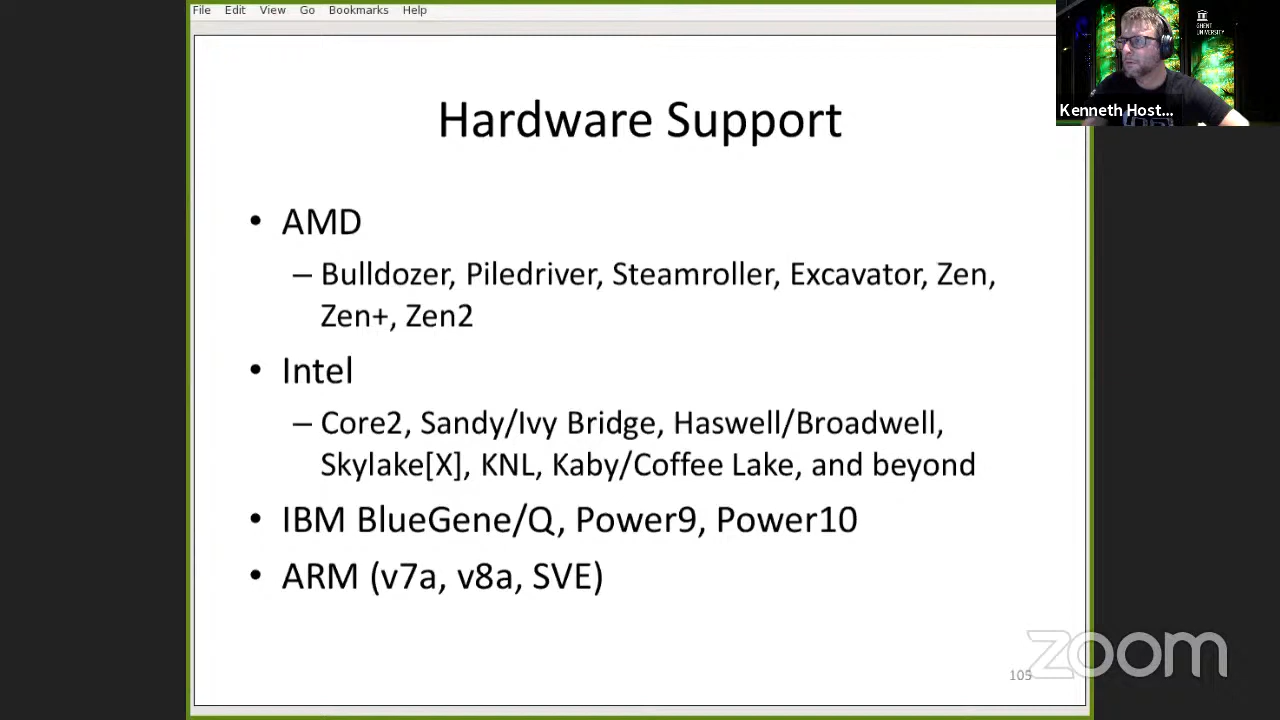 File Edit View Go Bookmarks Help
GHENT
UNIVERSITY
Kenneth Host...
Hardware Support
• AMD
– Bulldozer, Piledriver, Steamroller, Excavator, Zen,
Zen+, Zen2
• Intel
– Core2, Sandy/Ivy Bridge, Haswell/Broadwell,
Skylake[X], KNL, Kaby/Coffee Lake, and beyond
• IBM BlueGene/Q, Power9, Power10
• ARM (v7a, v8a, SVE)
105
zoom